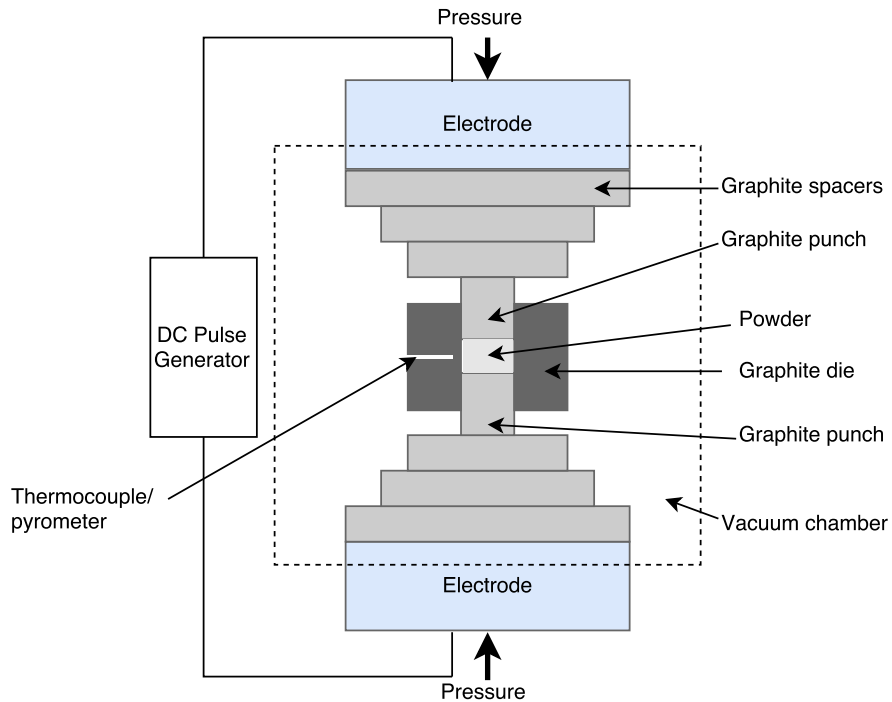 Pressure
Electrode
Graphite spacers
Graphite punch
Powder
DC Pulse
Generator
Graphite die
Graphite punch
Thermocouple/
pyrometer
Vacuum chamber
Electrode
Pressure